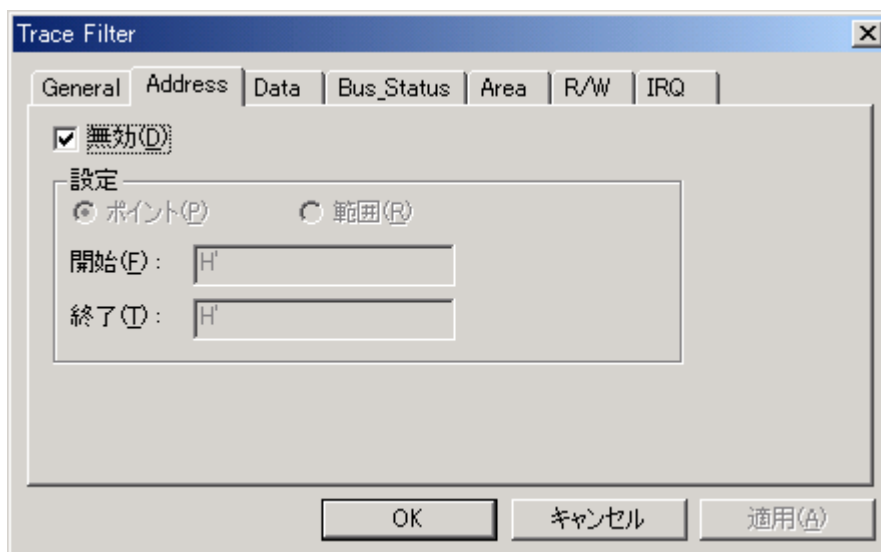 Trace Filter
General Address Data Bus_Status Area R/W IRQ
無効(D)
設定
ポイント(P) 範囲(R)
開始(F): H'
終了(T): H'
OK キャンセル 適用(A)